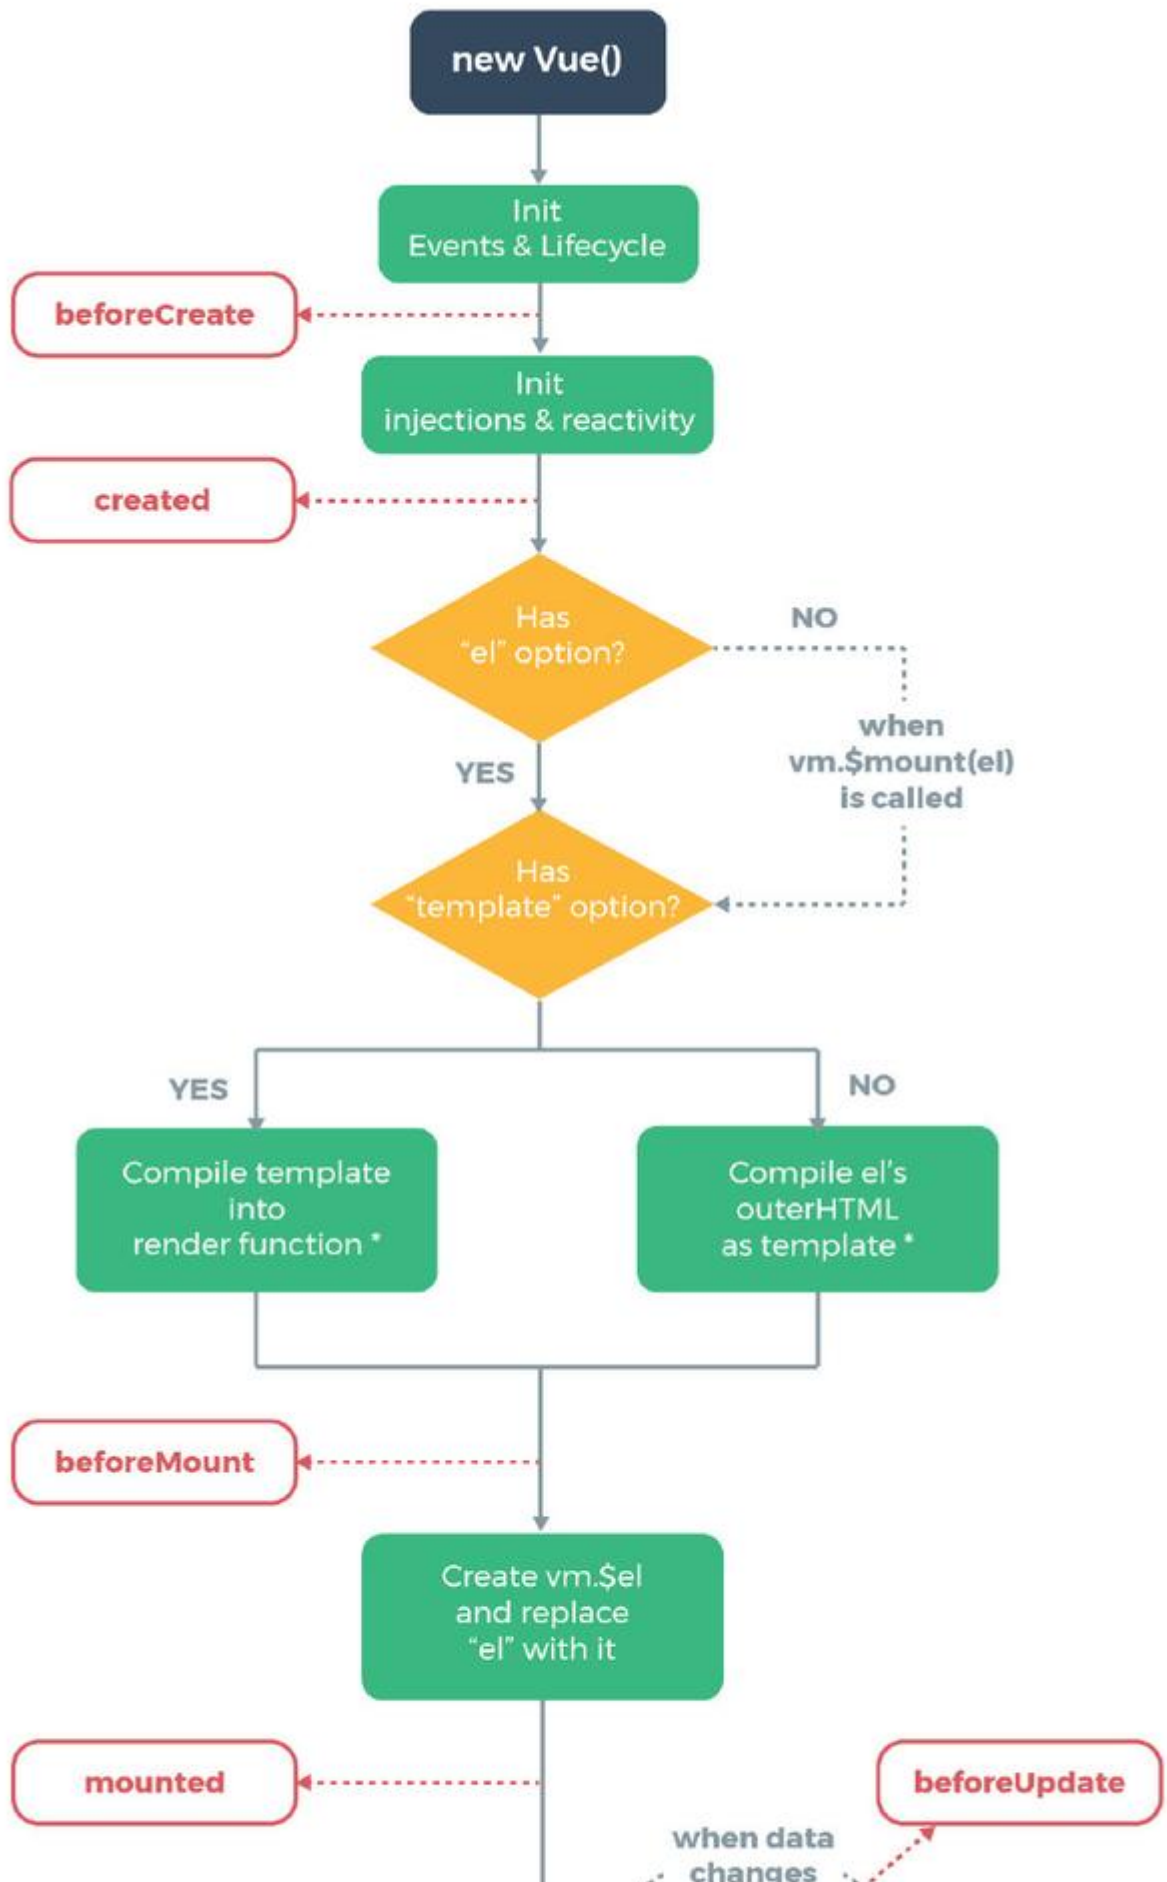 new Vue()
Init
Events & Lifecycle
beforeCreate
Init
injections & reactivity
created
Has
“el” option?
NO
when
vm.$mount(el)
is called
YES
Has
“template” option?
YES
NO
Compile template
into
render function *
Compile el’s
outerHTML
as template *
beforeMount
Create vm.$el
and replace
“el” with it
mounted
beforeUpdate
when data
changes